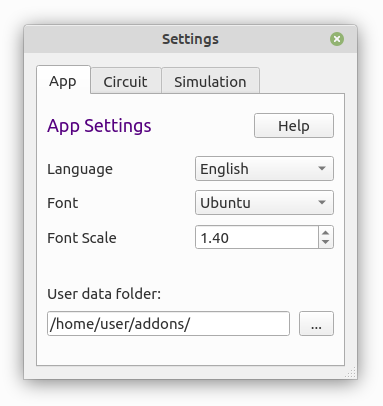 Settings
App Circuit Simulation
App Settings Help
Language English
Font Ubuntu
Font Scale 1.40
User data folder:
/home/user/addons/ ...